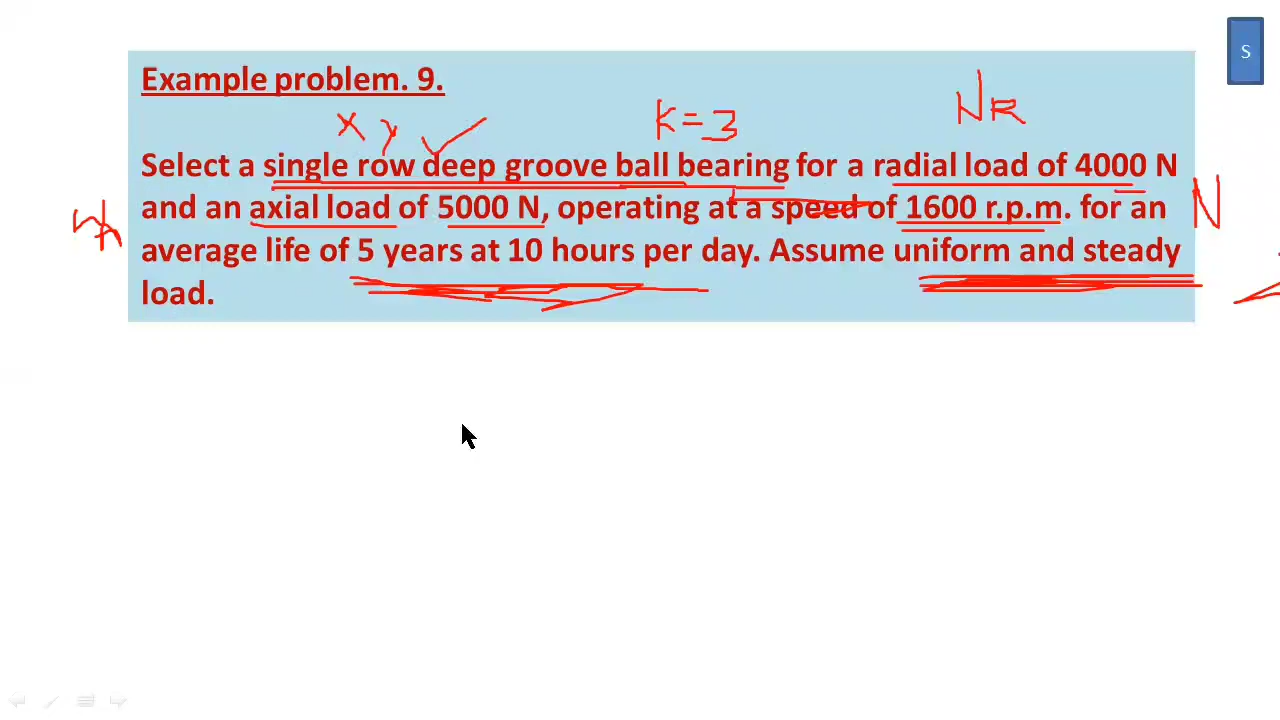 S
Example problem. 9.
x y K=3 NR
Select a single row deep groove ball bearing for a radial load of 4000 N
and an axial load of 5000 N, operating at a speed of 1600 r.p.m. for an
N
average life of 5 years at 10 hours per day. Assume uniform and steady
load.